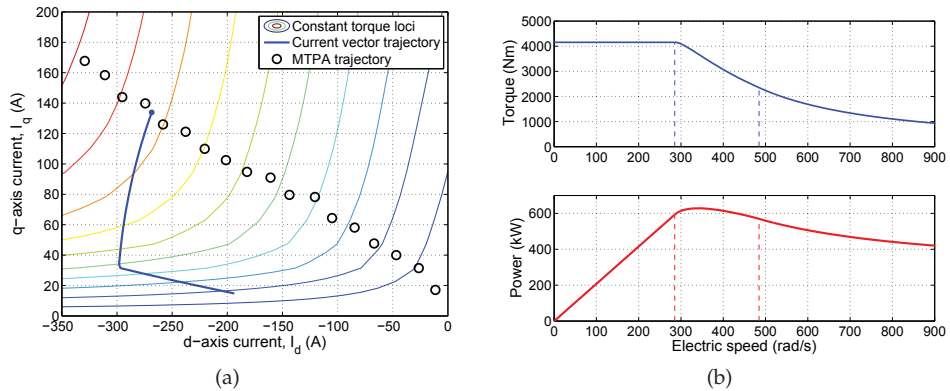 200
180
160
140
120
100
80
60
40
20
0
q−axis current, I_q (A)
Constant torque loci
Current vector trajectory
MTPA trajectory
−350 −300 −250 −200 −150 −100 −50 0
d−axis current, I_d (A)
(a)
5000
4000
3000
2000
1000
0
Torque (Nm)
0 100 200 300 400 500 600 700 800 900
600
400
200
0
Power (kW)
0 100 200 300 400 500 600 700 800 900
Electric speed (rad/s)
(b)